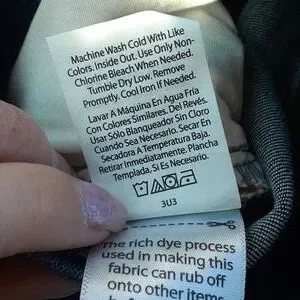 Machine Wash Cold With Like
Colors. Inside Out. Use Only Non-
Chlorine Bleach When Needed.
Tumble Dry Low. Remove
Promptly. Cool Iron If Needed.
Lavar A Máquina En Agua Fría
Con Colores Similares. Del Revés.
Usar Sólo Blanqueador Sin Cloro
Cuando Sea Necesario. Secar En
Secadora A Temperatura Baja.
Retirar Inmediatamente. Plancha
Templada, Si Es Necesario.
3U3
The rich dye process
used in making this
fabric can rub off
onto other items